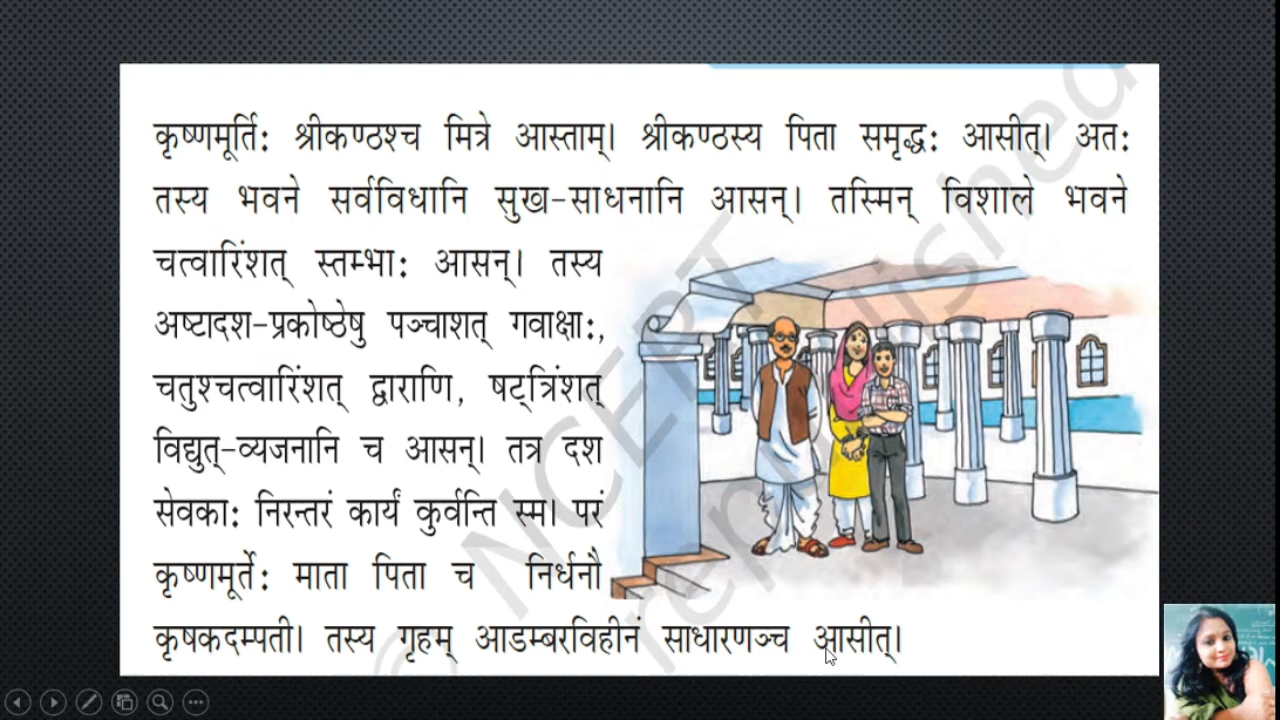 कृष्णमूर्ति: श्रीकण्ठश्च मित्रे आस्ताम्। श्रीकण्ठस्य पिता समृद्ध: आसीत्। अत:
तस्य भवने सर्वविधानि सुख-साधनानि आसन्। तस्मिन् विशाले भवने
चत्वारिंशत् स्तम्भा: आसन्। तस्य
अष्टादश-प्रकोष्ठेषु पञ्चाशत् गवाक्षा:,
चतुश्चत्वारिंशत् द्वाराणि, षट्त्रिंशत्
विद्युत्-व्यजनानि च आसन्। तत्र दश
सेवका: निरन्तरं कार्यं कुर्वन्ति स्म। परं
कृष्णमूर्ते: माता पिता च निर्धनौ
कृषकदम्पती। तस्य गृहम् आडम्बरविहीनं साधारणञ्च आसीत्।
© NCERT
republished